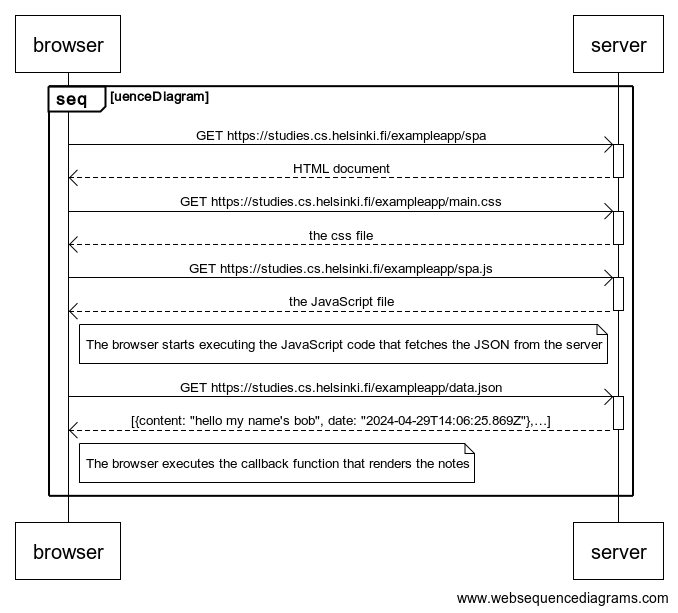 browser
server
seq
[uenceDiagram]
GET https://studies.cs.helsinki.fi/exampleapp/spa
HTML document
GET https://studies.cs.helsinki.fi/exampleapp/main.css
the css file
GET https://studies.cs.helsinki.fi/exampleapp/spa.js
the JavaScript file
The browser starts executing the JavaScript code that fetches the JSON from the server
GET https://studies.cs.helsinki.fi/exampleapp/data.json
[{content: "hello my name's bob", date: "2024-04-29T14:06:25.869Z"},…]
The browser executes the callback function that renders the notes
browser
server
www.websequencediagrams.com